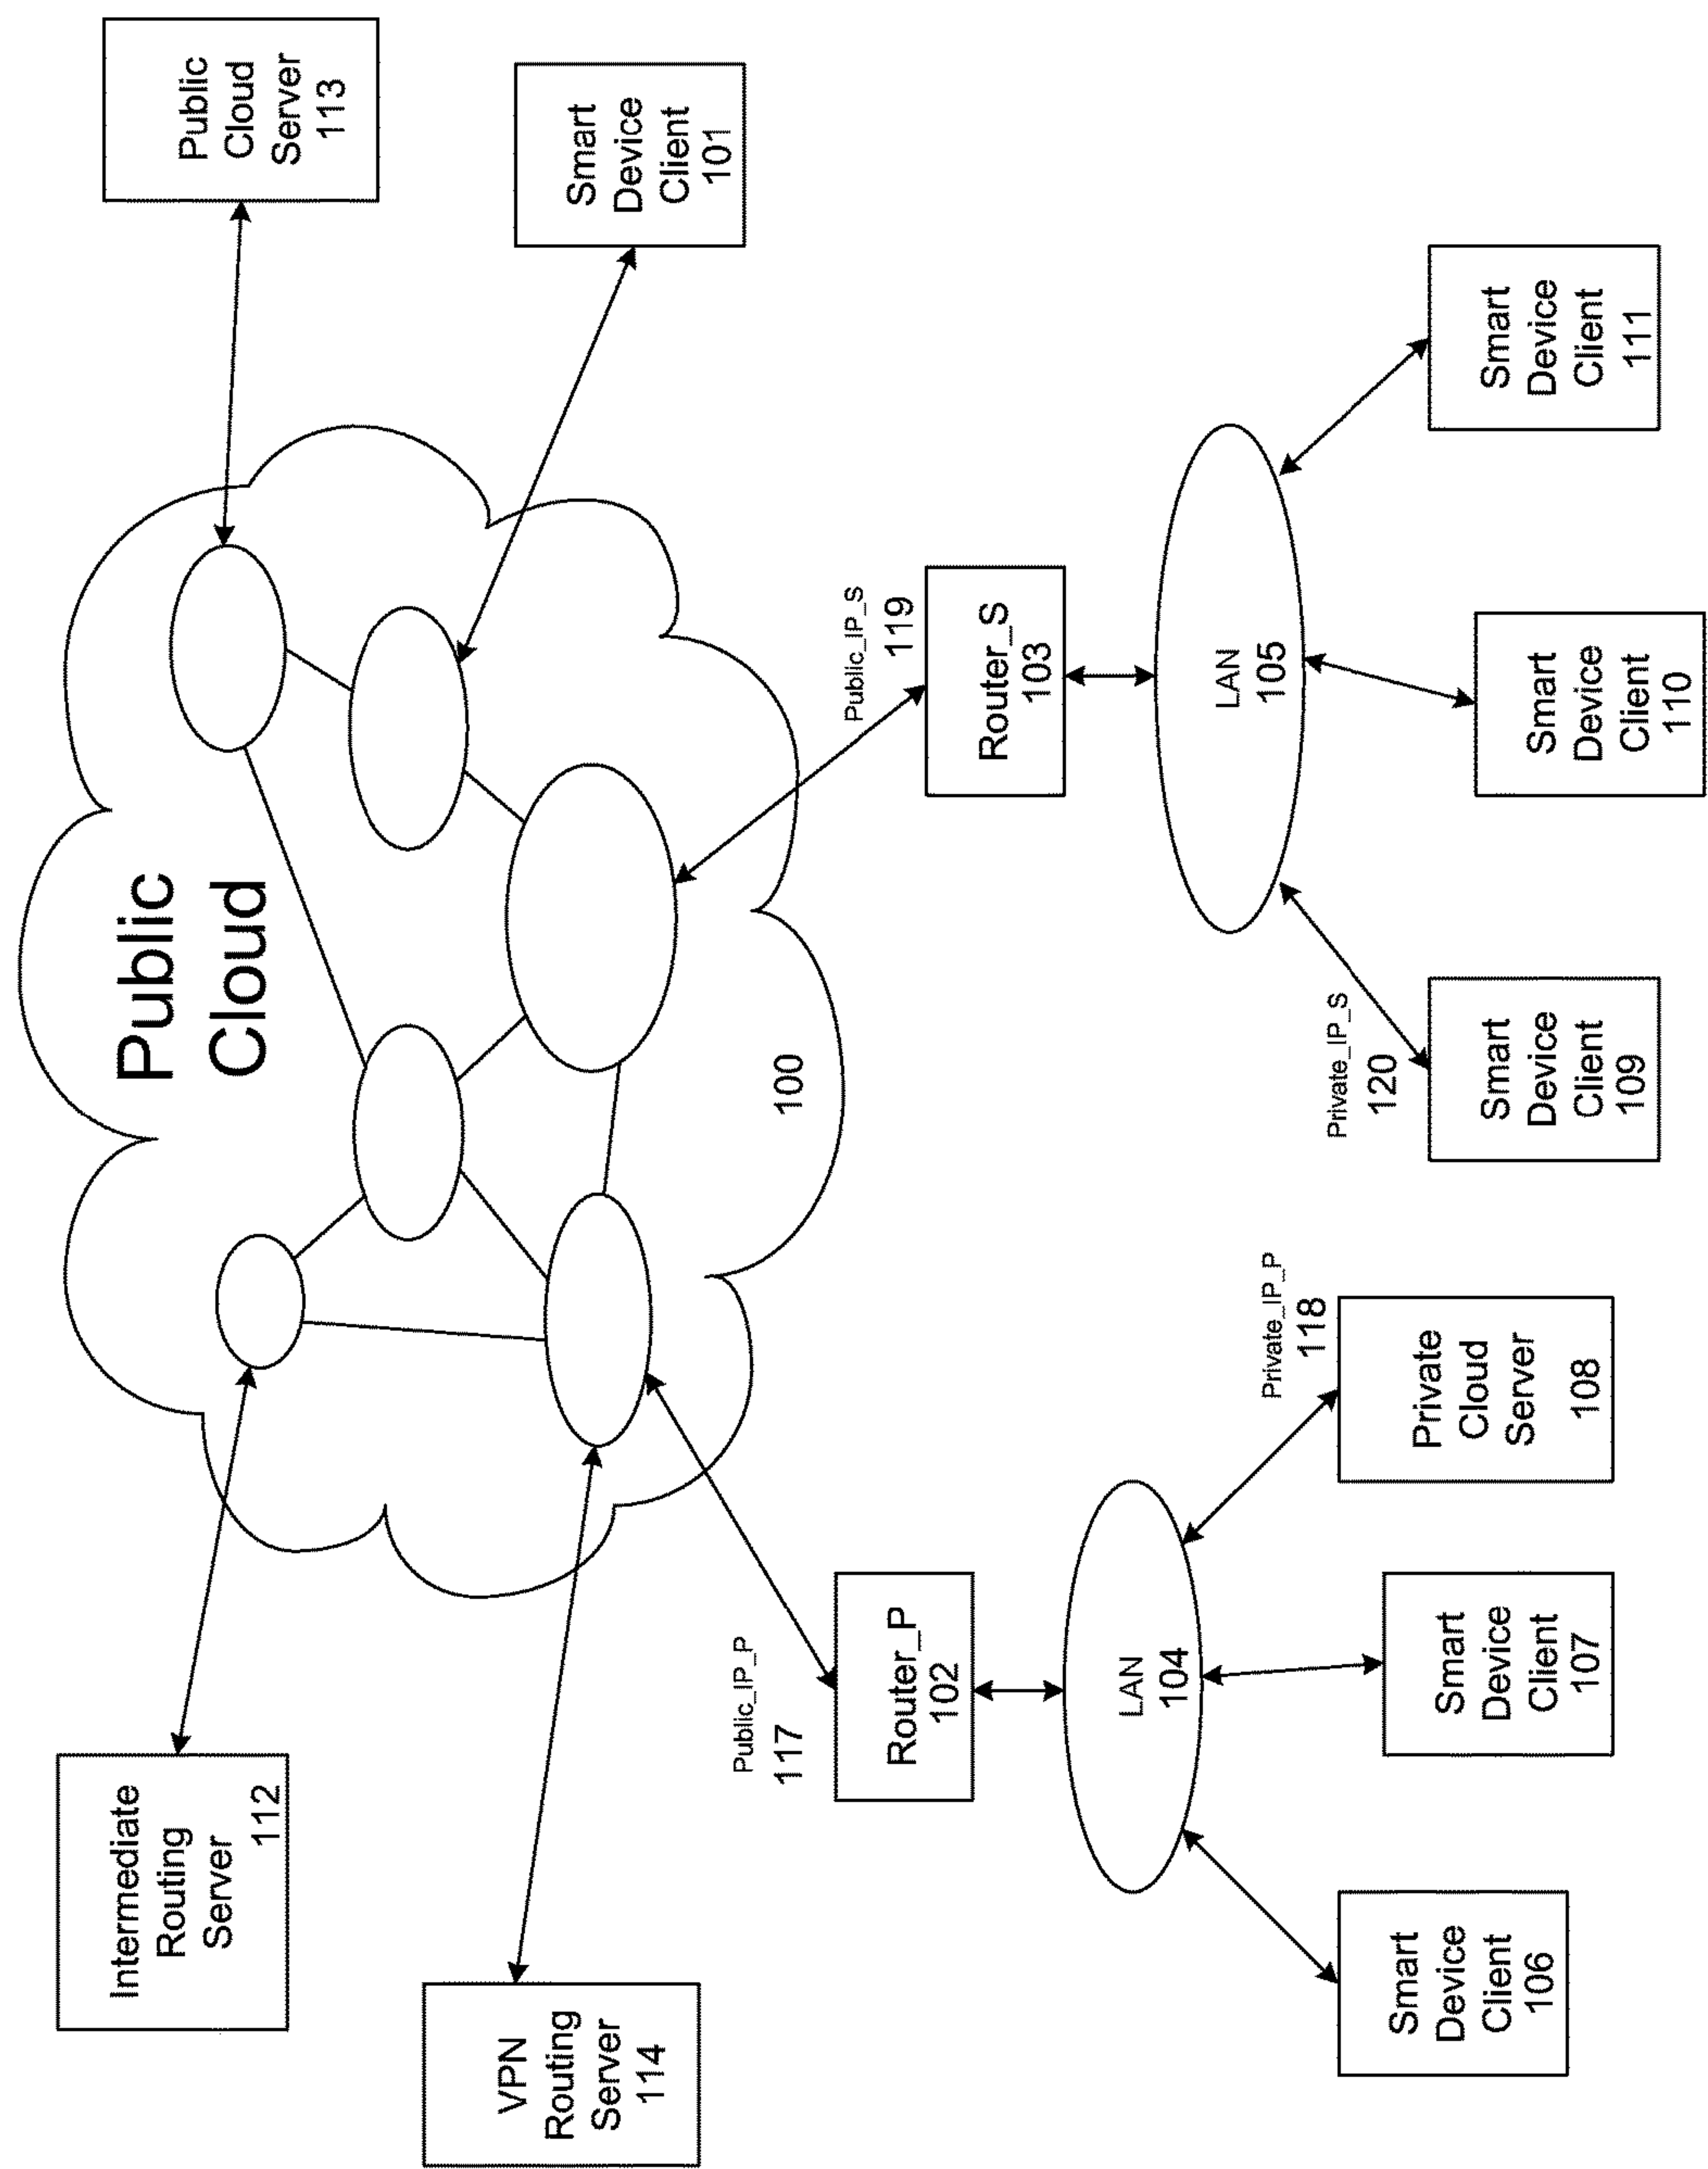 Intermediate
Routing
Server
112
Public
Cloud
Public
Cloud
Server
113
VPN
Routing
Server
114
Smart
Device
Client
101
100
Public_IP_P
117
Public_IP_S
119
Router_P
102
Router_S
103
LAN
104
LAN
105
Private_IP_P
118
Private_IP_S
120
Smart
Device
Client
106
Smart
Device
Client
107
Private
Cloud
Server
108
Smart
Device
Client
109
Smart
Device
Client
110
Smart
Device
Client
111